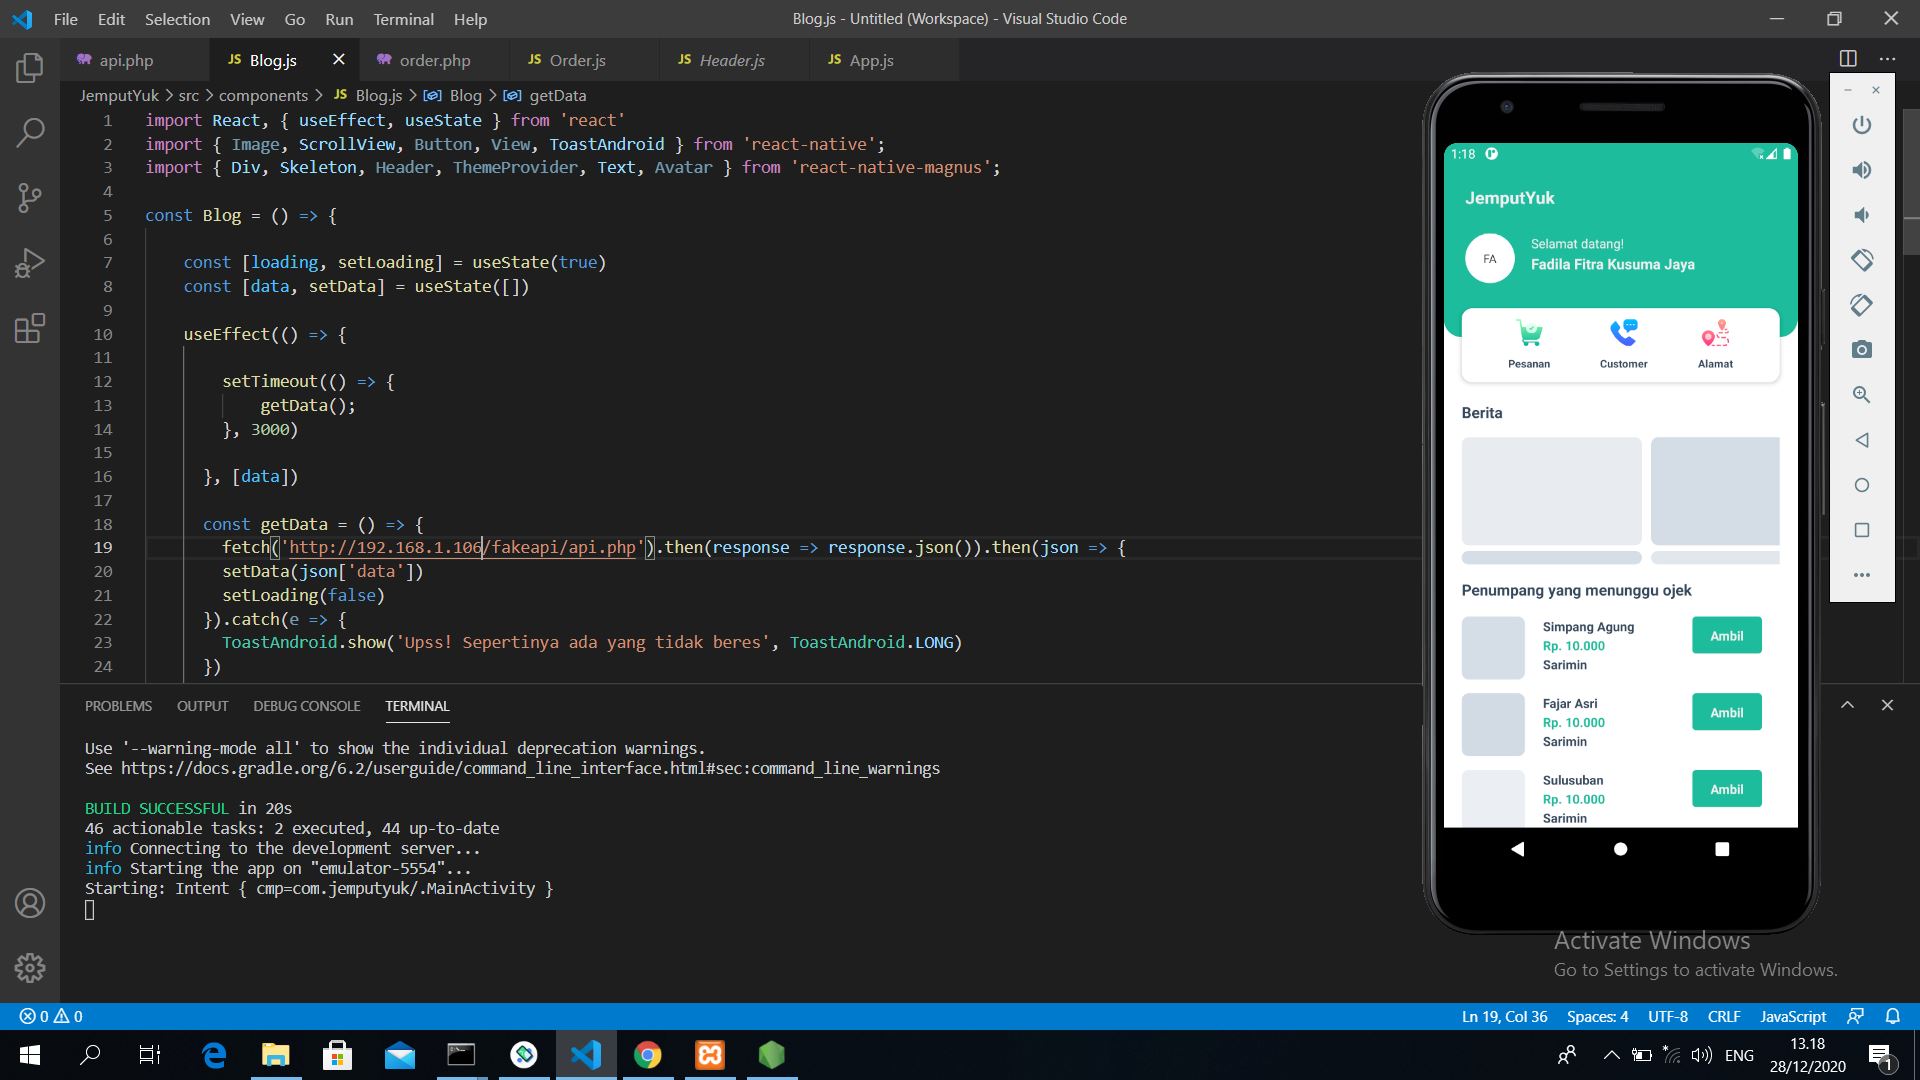 File Edit Selection View Go Run Terminal Help
Blog.js - Untitled (Workspace) - Visual Studio Code
api.php
JS Blog.js
order.php
JS Order.js
JS Header.js
JS App.js
JemputYuk > src > components > JS Blog.js > Blog > getData
1 import React, { useEffect, useState } from 'react'
2 import { Image, ScrollView, Button, View, ToastAndroid } from 'react-native';
3 import { Div, Skeleton, Header, ThemeProvider, Text, Avatar } from 'react-native-magnus';
4
5 const Blog = () => {
6
7 const [loading, setLoading] = useState(true)
8 const [data, setData] = useState([])
9
10 useEffect(() => {
11
12 setTimeout(() => {
13 getData();
14 }, 3000)
15
16 }, [data])
17
18 const getData = () => {
19 fetch('http://192.168.1.106/fakeapi/api.php').then(response => response.json()).then(json => {
20 setData(json['data'])
21 setLoading(false)
22 }).catch(e => {
23 ToastAndroid.show('Upss! Sepertinya ada yang tidak beres', ToastAndroid.LONG)
24 })
PROBLEMS OUTPUT DEBUG CONSOLE TERMINAL
Use '--warning-mode all' to show the individual deprecation warnings.
See https://docs.gradle.org/6.2/userguide/command_line_interface.html#sec:command_line_warnings
BUILD SUCCESSFUL in 20s
46 actionable tasks: 2 executed, 44 up-to-date
info Connecting to the development server...
info Starting the app on "emulator-5554"...
Starting: Intent { cmp=com.jemputyuk/.MainActivity }
1:18
JemputYuk
FA
Selamat datang!
Fadila Fitra Kusuma Jaya
Pesanan
Customer
Alamat
Berita
Penumpang yang menunggu ojek
Simpang Agung
Rp. 10.000
Sarimin
Ambil
Fajar Asri
Rp. 10.000
Sarimin
Ambil
Sulusuban
Rp. 10.000
Sarimin
Ambil
Activate Windows
Go to Settings to activate Windows.
0 0
Ln 19, Col 36
Spaces: 4
UTF-8
CRLF
JavaScript
ENG
13.18
28/12/2020
1